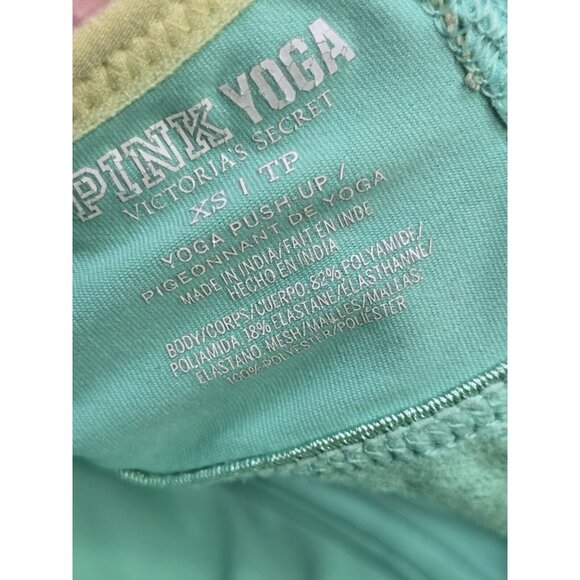 PINK YOGA
VICTORIA'S SECRET
XS / TP
YOGA PUSH-UP /
PIGEONNANT DE YOGA
MADE IN INDIA/FAIT EN INDE
HECHO EN INDIA
BODY/CORPS/CUERPO: 82% POLYAMIDE/
POLIAMIDA 18% ELASTANE/ELASTHANNE/
ELASTANO. MESH/MAILLES/MALLAS:
100% POLYESTER/POLIÉSTER